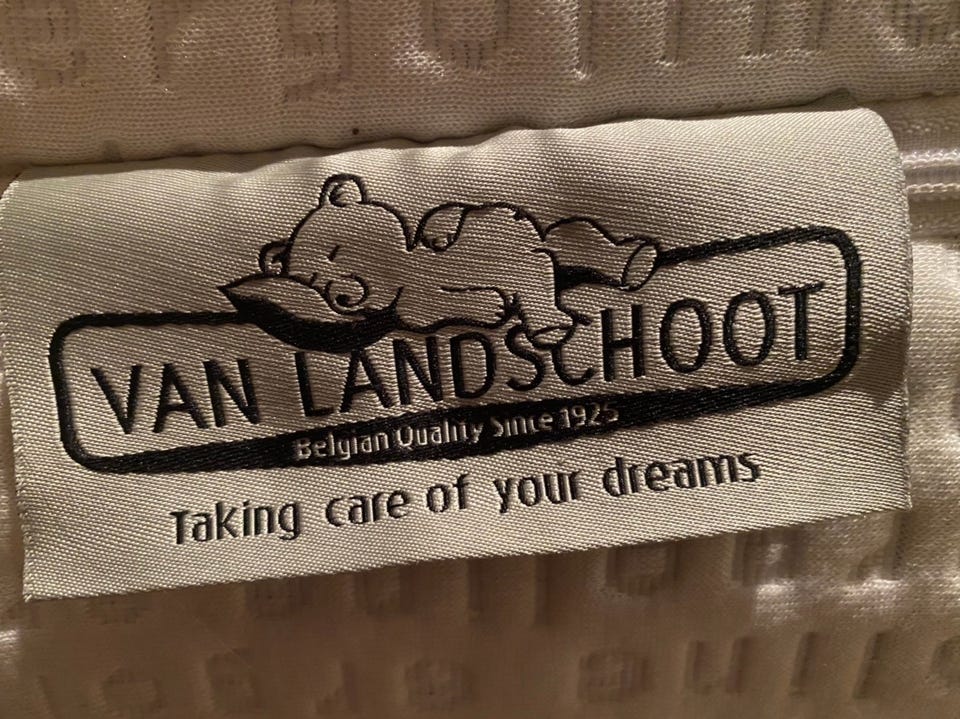 VAN LANDSCHOOT
Belgian Quality Since 1925
Taking care of your dreams